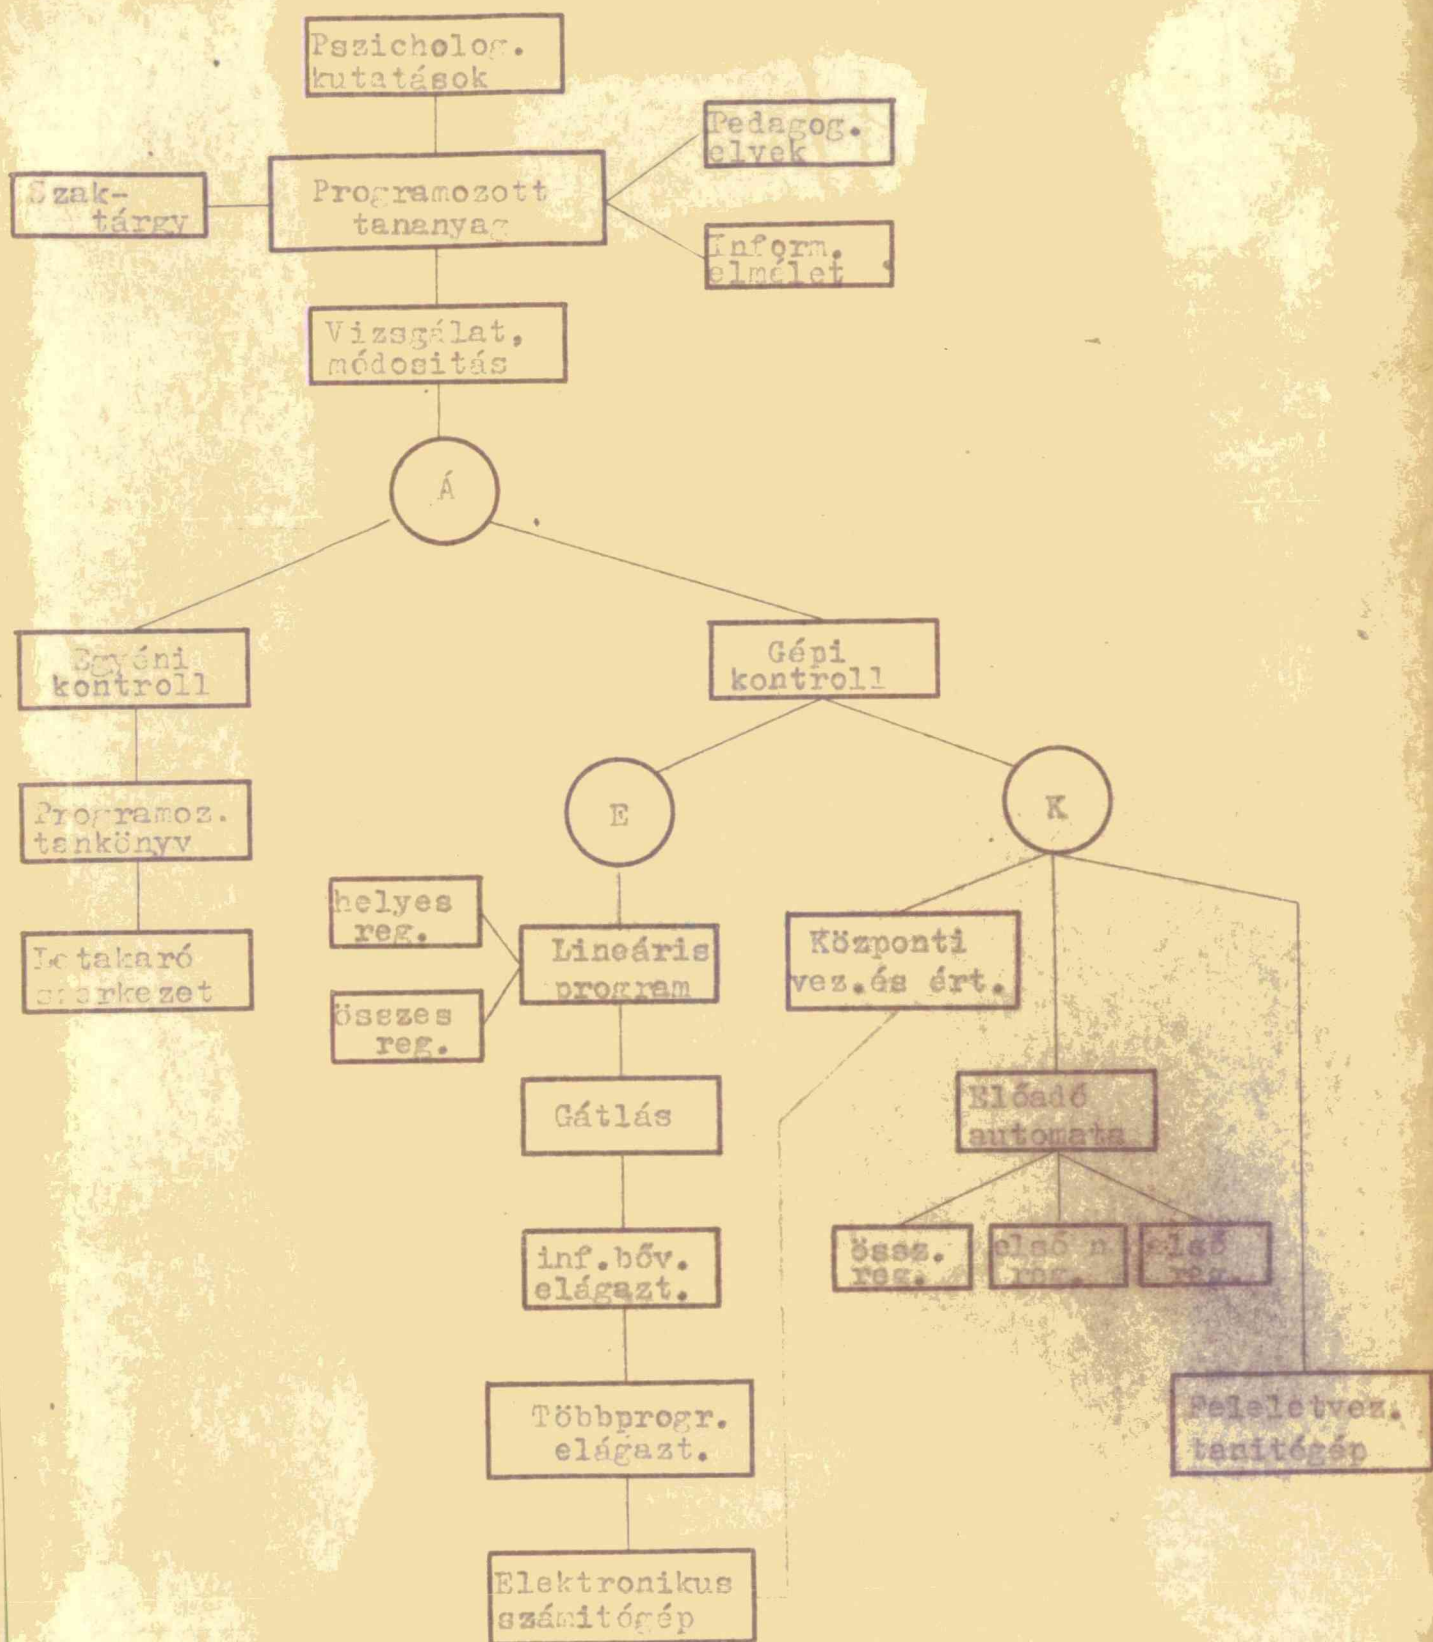 Pszicholog.
kutatások
Pedagog.
elvek
Szak-
tárgy
Programozott
tananyag
Inform.
elmélet
Vizsgálat,
módositás
Á
Egyéni
kontroll
Gépi
kontroll
E
K
Programoz.
tankönyv
helyes
reg.
Lineáris
program
Központi
vez.és ért.
Letakaró
szerkezet
összes
reg.
Gátlás
Előadó
automata
inf.bőv.
elágazt.
össz.
reg.
első n
reg.
első
reg.
Többprogr.
elágazt.
Feleletvez.
tanitógép
Elektronikus
számitógép